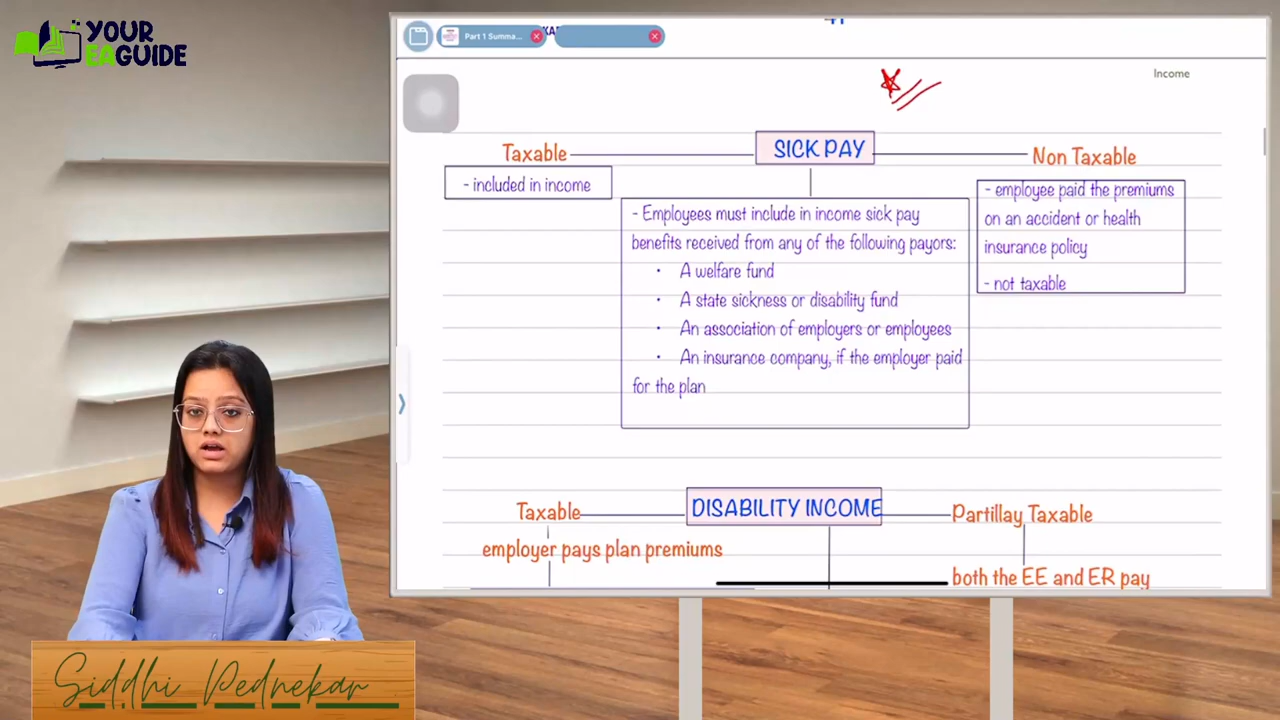 YOUR
EAGUIDE
Part 1 Summa...
Income
SICK PAY
Taxable
- included in income
- Employees must include in income sick pay
benefits received from any of the following payors:
• A welfare fund
• A state sickness or disability fund
• An association of employers or employees
• An insurance company, if the employer paid
for the plan
Non Taxable
- employee paid the premiums
on an accident or health
insurance policy
- not taxable
DISABILITY INCOME
Taxable
employer pays plan premiums
Partillay Taxable
both the EE and ER pay
Siddhi Pednekar